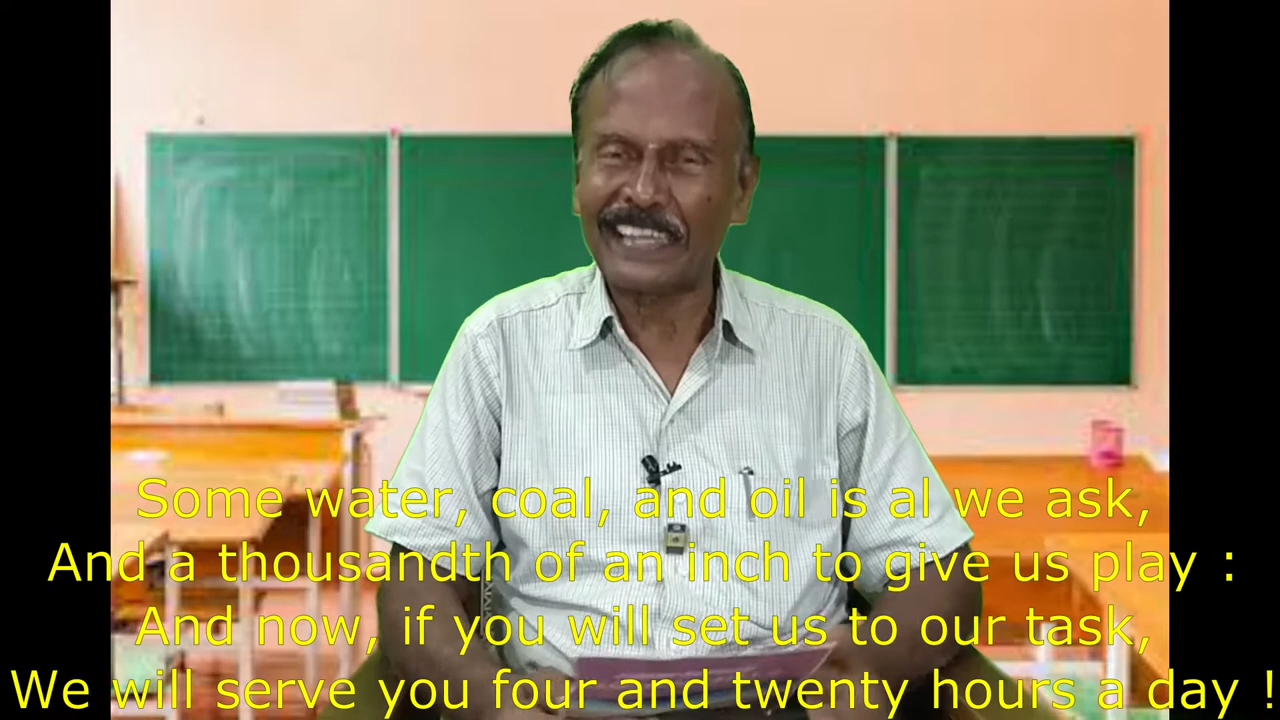 Some water, coal, and oil is al we ask,
And a thousandth of an inch to give us play :
And now, if you will set us to our task,
We will serve you four and twenty hours a day !